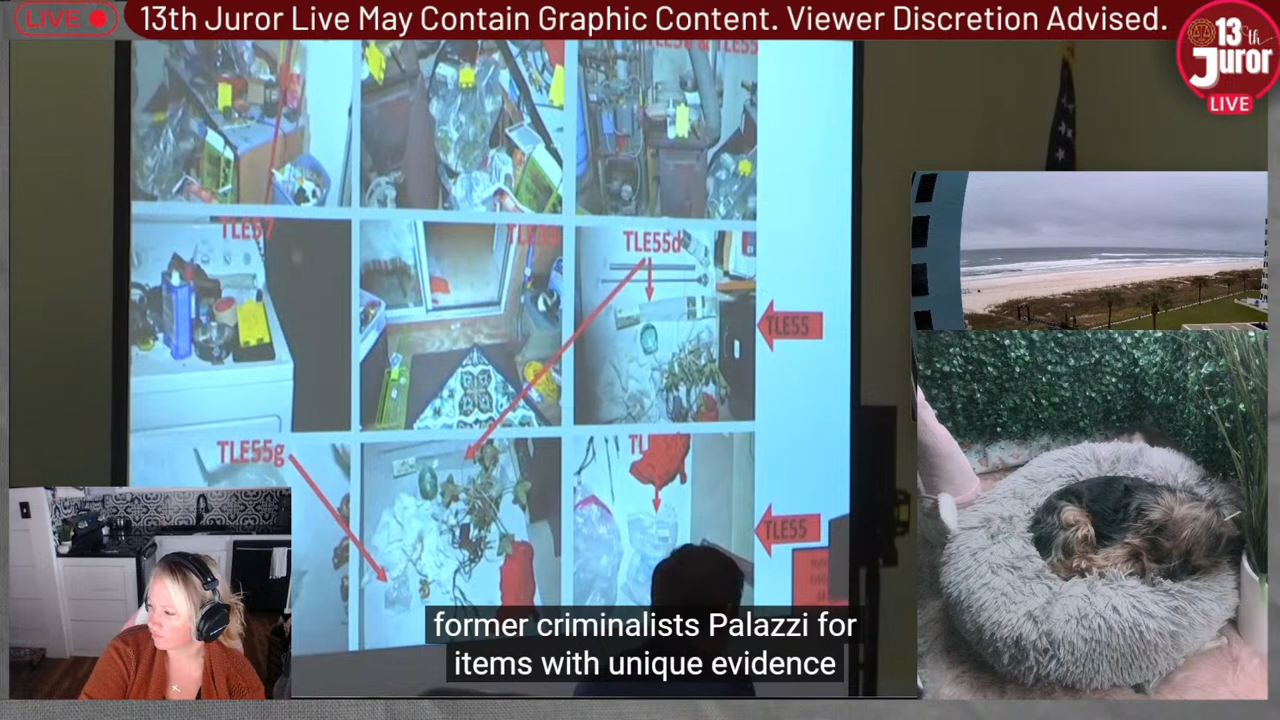 LIVE
13th Juror Live May Contain Graphic Content. Viewer Discretion Advised.
13th
Juror
LIVE
TLE57
TLE55d
TLE55
TLE55g
TLE55
former criminalists Palazzi for
items with unique evidence